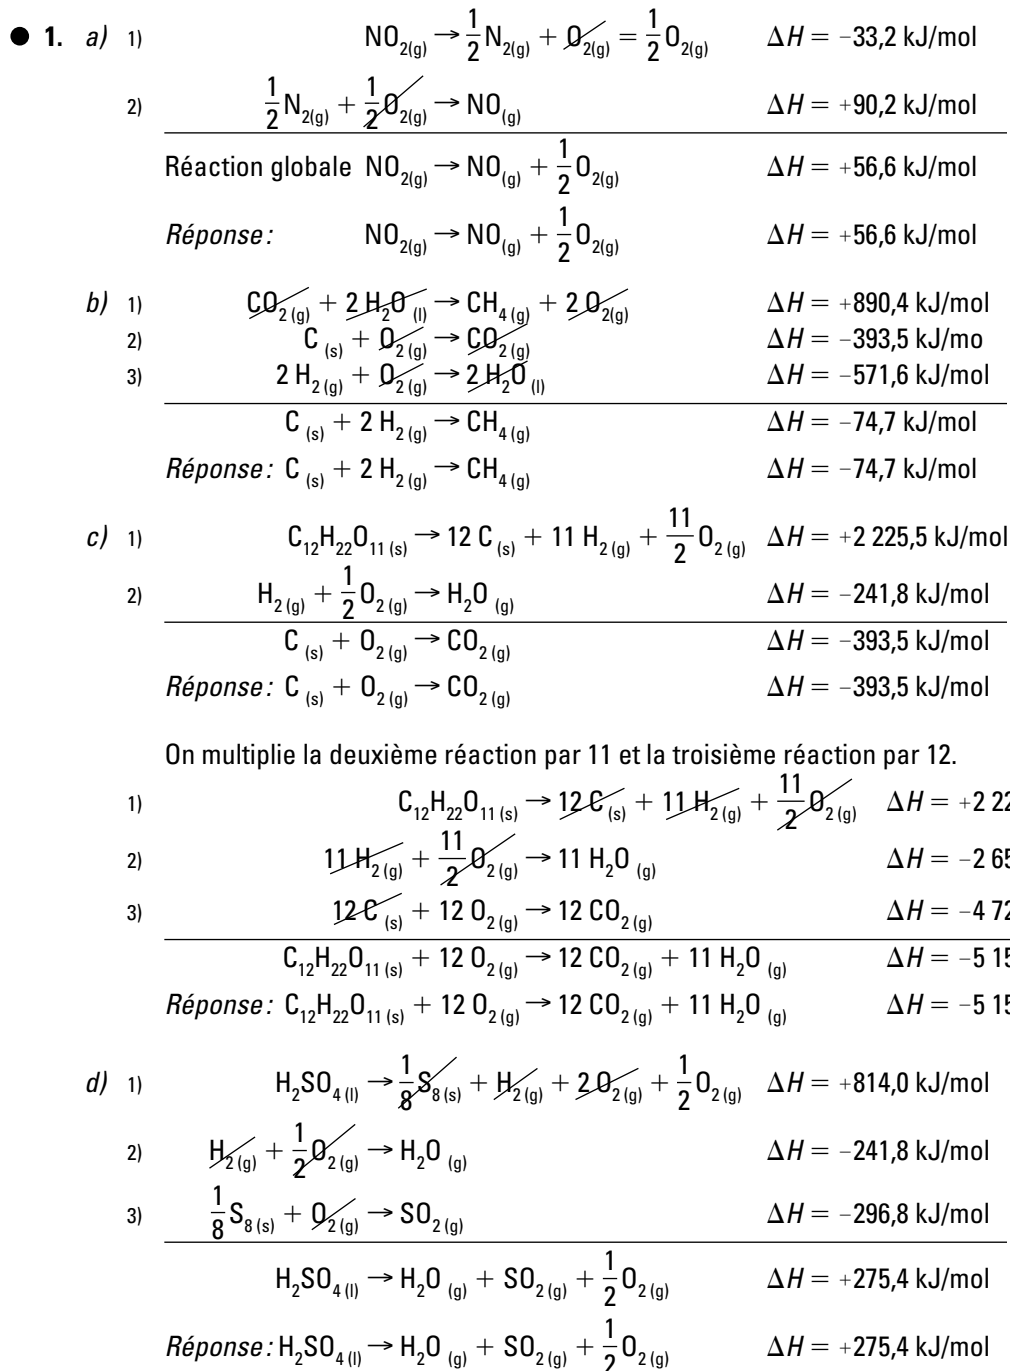 ● 1. a) 1) NO₂(g) → 1/2 N₂(g) + O₂(g) = 1/2 O₂(g) ΔH = −33,2 kJ/mol
2) 1/2 N₂(g) + 1/2 O₂(g) → NO(g) ΔH = +90,2 kJ/mol
Réaction globale NO₂(g) → NO(g) + 1/2 O₂(g) ΔH = +56,6 kJ/mol
Réponse : NO₂(g) → NO(g) + 1/2 O₂(g) ΔH = +56,6 kJ/mol
b) 1) CO₂ (g) + 2 H₂O (l) → CH₄ (g) + 2 O₂(g) ΔH = +890,4 kJ/mol
2) C (s) + O₂ (g) → CO₂ (g) ΔH = −393,5 kJ/mo
3) 2 H₂ (g) + O₂ (g) → 2 H₂O (l) ΔH = −571,6 kJ/mol
C (s) + 2 H₂ (g) → CH₄ (g) ΔH = −74,7 kJ/mol
Réponse : C (s) + 2 H₂ (g) → CH₄ (g) ΔH = −74,7 kJ/mol
c) 1) C₁₂H₂₂O₁₁ (s) → 12 C (s) + 11 H₂ (g) + 11/2 O₂ (g) ΔH = +2 225,5 kJ/mol
2) H₂ (g) + 1/2 O₂ (g) → H₂O (g) ΔH = −241,8 kJ/mol
C (s) + O₂ (g) → CO₂ (g) ΔH = −393,5 kJ/mol
Réponse : C (s) + O₂ (g) → CO₂ (g) ΔH = −393,5 kJ/mol
On multiplie la deuxième réaction par 11 et la troisième réaction par 12.
1) C₁₂H₂₂O₁₁ (s) → 12 C (s) + 11 H₂ (g) + 11/2 O₂ (g) ΔH = +2 22
2) 11 H₂ (g) + 11/2 O₂ (g) → 11 H₂O (g) ΔH = −2 65
3) 12 C (s) + 12 O₂ (g) → 12 CO₂ (g) ΔH = −4 72
C₁₂H₂₂O₁₁ (s) + 12 O₂ (g) → 12 CO₂ (g) + 11 H₂O (g) ΔH = −5 15
Réponse : C₁₂H₂₂O₁₁ (s) + 12 O₂ (g) → 12 CO₂ (g) + 11 H₂O (g) ΔH = −5 15
d) 1) H₂SO₄ (l) → 1/8 S₈ (s) + H₂ (g) + 2 O₂ (g) + 1/2 O₂ (g) ΔH = +814,0 kJ/mol
2) H₂ (g) + 1/2 O₂ (g) → H₂O (g) ΔH = −241,8 kJ/mol
3) 1/8 S₈ (s) + O₂ (g) → SO₂ (g) ΔH = −296,8 kJ/mol
H₂SO₄ (l) → H₂O (g) + SO₂ (g) + 1/2 O₂ (g) ΔH = +275,4 kJ/mol
Réponse : H₂SO₄ (l) → H₂O (g) + SO₂ (g) + 1/2 O₂ (g) ΔH = +275,4 kJ/mol